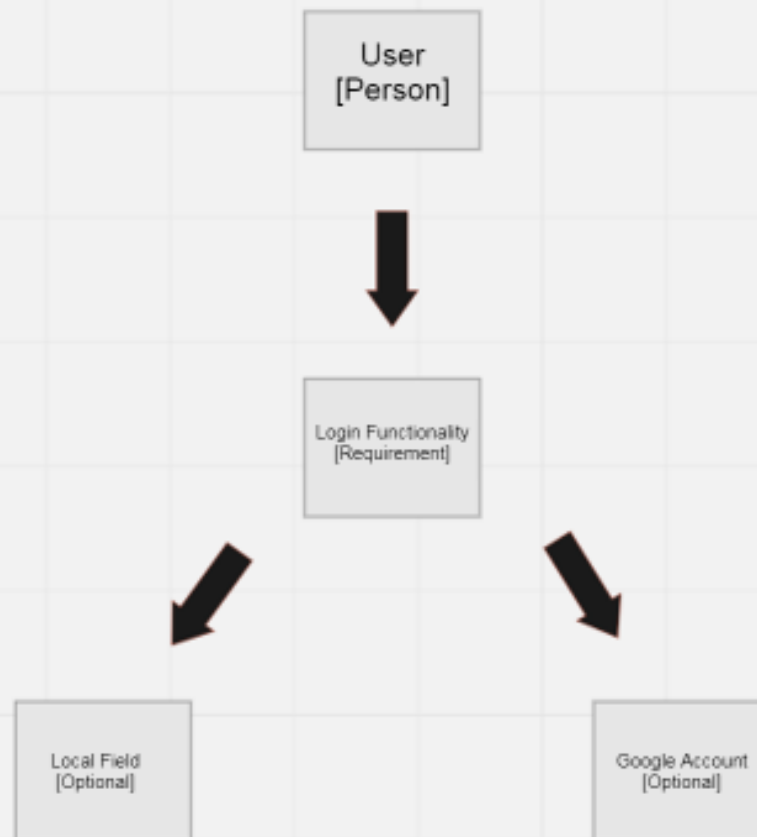 User
[Person]
Login Functionality
[Requirement]
Local Field
[Optional]
Google Account
[Optional]